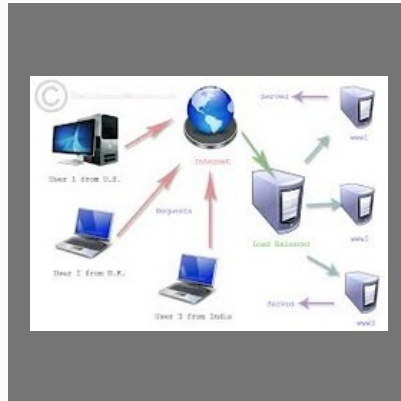 ©
Server
www1
Internet
User 1 from U.S.
Requests
www2
Load Balancer
User 2 from U.K.
Server
User 3 from India
www3